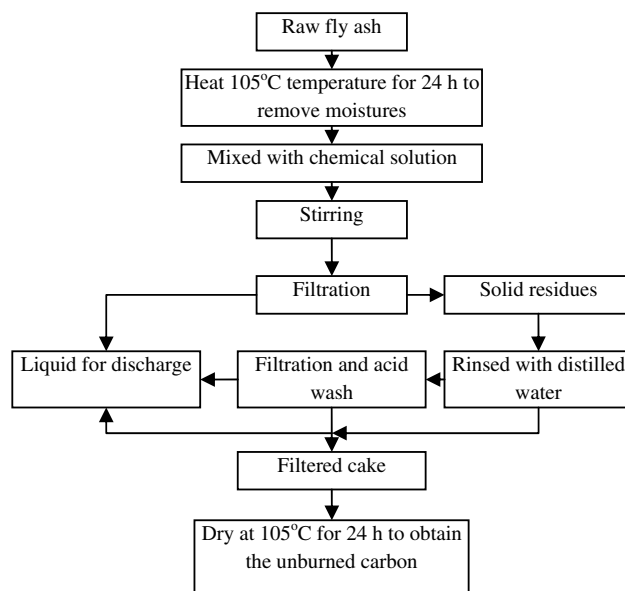 Raw fly ash
Heat 105°C temperature for 24 h to
remove moistures
Mixed with chemical solution
Stirring
Filtration
Solid residues
Liquid for discharge
Filtration and acid
wash
Rinsed with distilled
water
Filtered cake
Dry at 105°C for 24 h to obtain
the unburned carbon